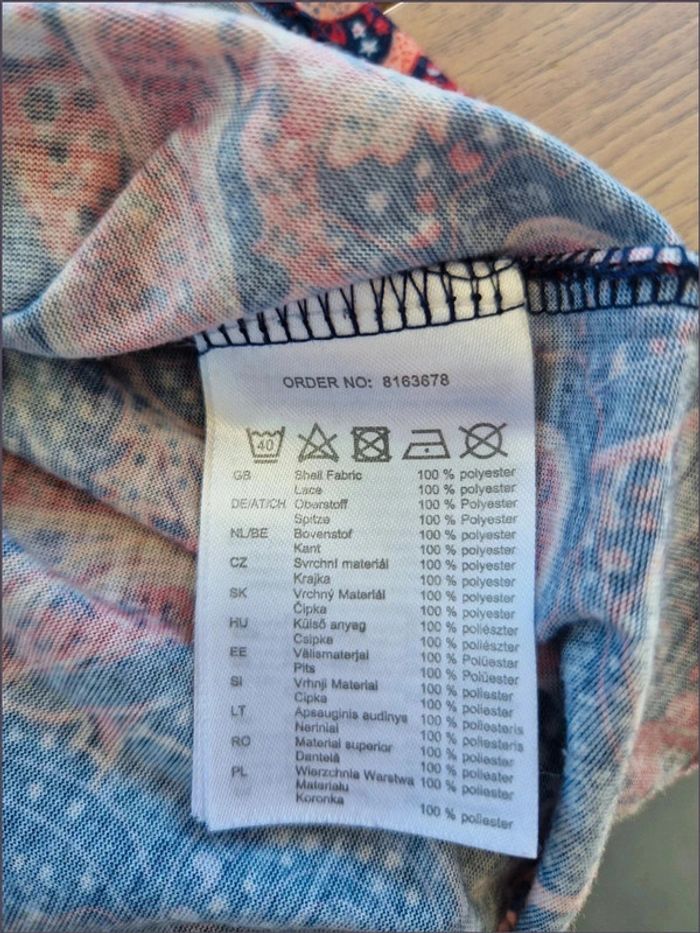 ORDER NO: 8163678
40
GB Shell Fabric 100 % polyester
Lace 100 % polyester
DE/AT/CH Oberstoff 100 % Polyester
Spitze 100 % Polyester
NL/BE Bovenstof 100 % polyester
Kant 100 % polyester
CZ Svrchní materiál 100 % polyester
Krajka 100 % polyester
SK Vrchný Materiál 100 % polyester
Čipka 100 % polyester
HU Külső anyag 100 % poliészter
Csipke 100 % poliészter
EE Välismaterjal 100 % Polüester
Pits 100 % Polüester
SI Vrhnji Material 100 % poliester
Cipka 100 % poliester
LT Apsauginis audinys 100 % poliesteris
Neriniai 100 % poliesteris
RO Material superior 100 % poliester
Dantelă 100 % poliester
PL Wierzchnia Warstwa 100 % poliester
Materiału
Koronka 100 % poliester